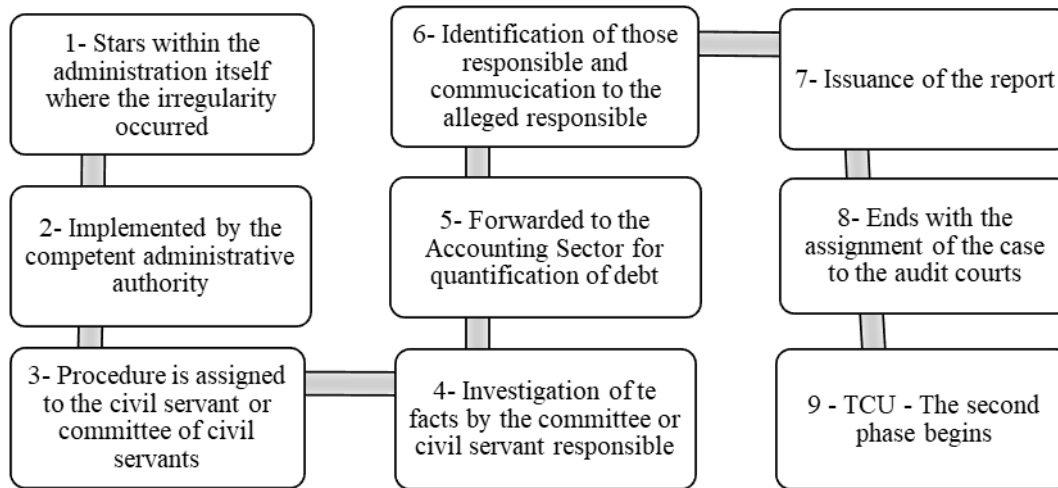 1- Stars within the
administration itself
where the irregularity
occurred
2- Implemented by the
competent administrative
authority
3- Procedure is assigned
to the civil servant or
committee of civil
servants
4- Investigation of te
facts by the committee or
civil servant responsible
5- Forwarded to the
Accounting Sector for
quantification of debt
6- Identification of those
responsible and
commucication to the
alleged responsible
7- Issuance of the report
8- Ends with the
assignment of the case
to the audit courts
9 - TCU - The second
phase begins